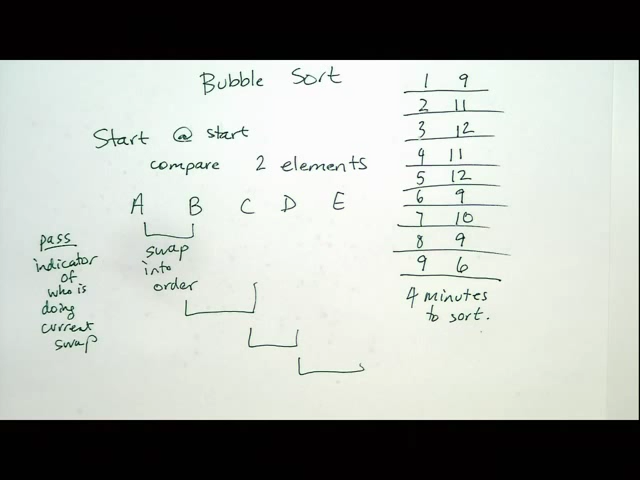 Bubble Sort
Start @ start
compare 2 elements
A B C D E
swap
into
order
pass
indicator
of
who is
doing
current
swap
1 9
2 11
3 12
4 11
5 12
6 9
7 10
8 9
9 6
4 minutes
to sort.